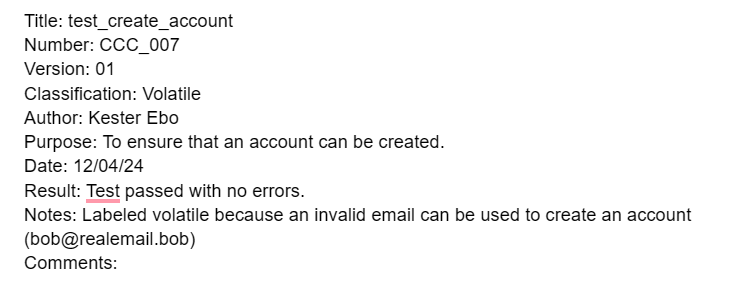 Title: test_create_account
Number: CCC_007
Version: 01
Classification: Volatile
Author: Kester Ebo
Purpose: To ensure that an account can be created.
Date: 12/04/24
Result: Test passed with no errors.
Notes: Labeled volatile because an invalid email can be used to create an account
(bob@realemail.bob)
Comments: